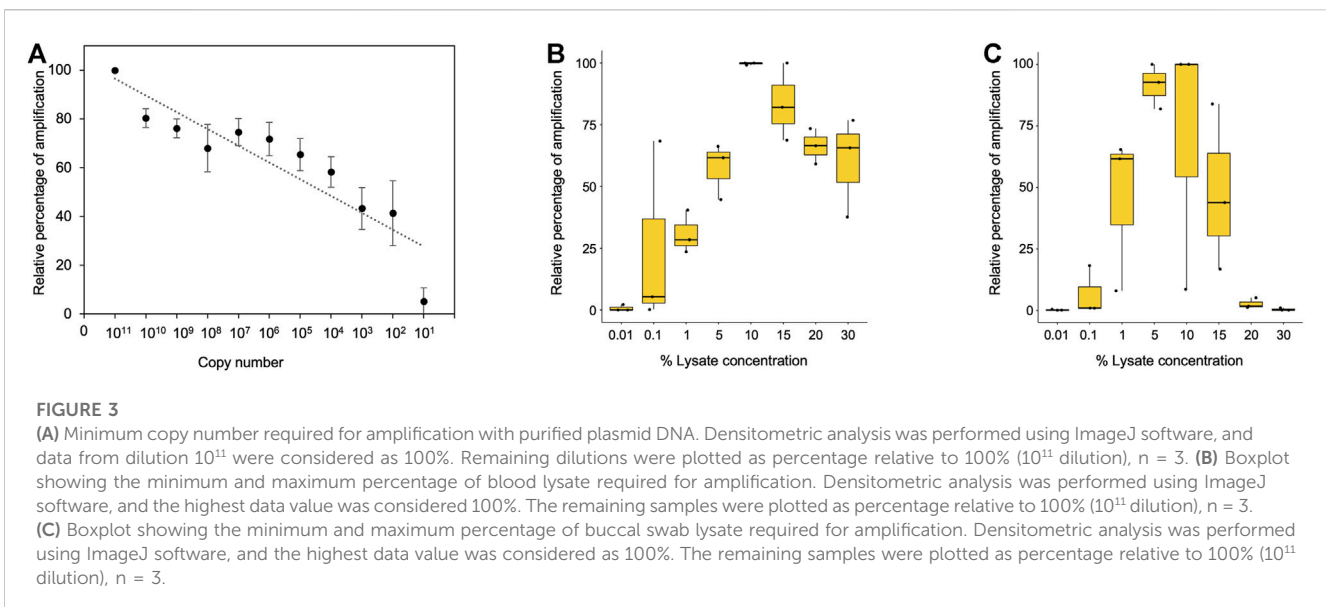 A
Relative percentage of amplification
100
80
60
40
20
0
0 10¹¹ 10¹⁰ 10⁹ 10⁸ 10⁷ 10⁶ 10⁵ 10⁴ 10³ 10² 10¹
Copy number
B
Relative percentage of amplification
100
75
50
25
0
0.01 0.1 1 5 10 15 20 30
% Lysate concentration
C
Relative percentage of amplification
100
75
50
25
0
0.01 0.1 1 5 10 15 20 30
% Lysate concentration
FIGURE 3
(A) Minimum copy number required for amplification with purified plasmid DNA. Densitometric analysis was performed using ImageJ software, and
data from dilution 10¹¹ were considered as 100%. Remaining dilutions were plotted as percentage relative to 100% (10¹¹ dilution), n = 3. (B) Boxplot
showing the minimum and maximum percentage of blood lysate required for amplification. Densitometric analysis was performed using ImageJ
software, and the highest data value was considered 100%. The remaining samples were plotted as percentage relative to 100% (10¹¹ dilution), n = 3.
(C) Boxplot showing the minimum and maximum percentage of buccal swab lysate required for amplification. Densitometric analysis was performed
using ImageJ software, and the highest data value was considered as 100%. The remaining samples were plotted as percentage relative to 100% (10¹¹
dilution), n = 3.